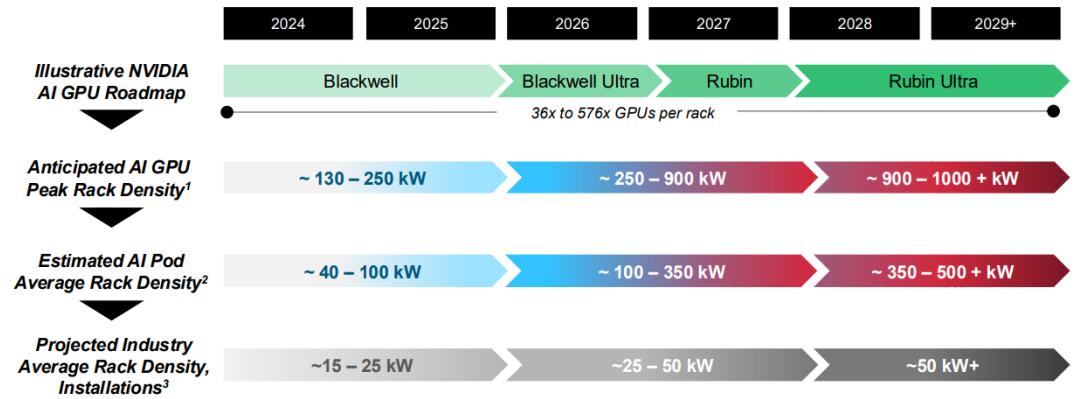 2024 2025 2026 2027 2028 2029+
Illustrative NVIDIA
AI GPU Roadmap
Blackwell Blackwell Ultra Rubin Rubin Ultra
36x to 576x GPUs per rack
Anticipated AI GPU
Peak Rack Density¹
~ 130 – 250 kW ~ 250 – 900 kW ~ 900 – 1000 + kW
Estimated AI Pod
Average Rack Density²
~ 40 – 100 kW ~ 100 – 350 kW ~ 350 – 500 + kW
Projected Industry
Average Rack Density,
Installations³
~15 – 25 kW ~25 – 50 kW ~50 kW+